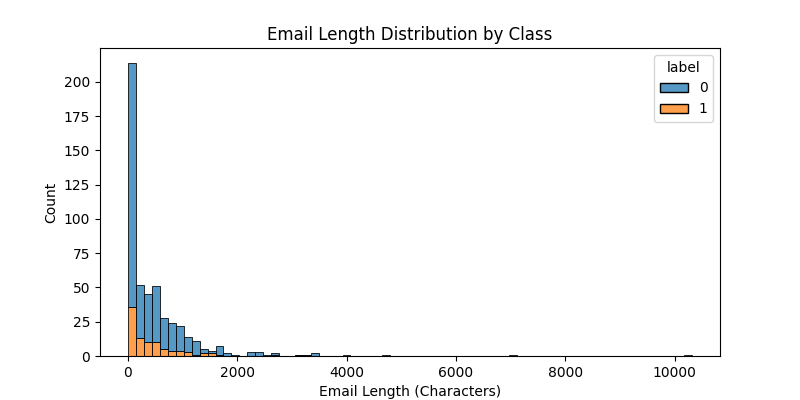 Email Length Distribution by Class
label
0
1
200
175
150
125
100
75
50
25
0
Count
0 2000 4000 6000 8000 10000
Email Length (Characters)